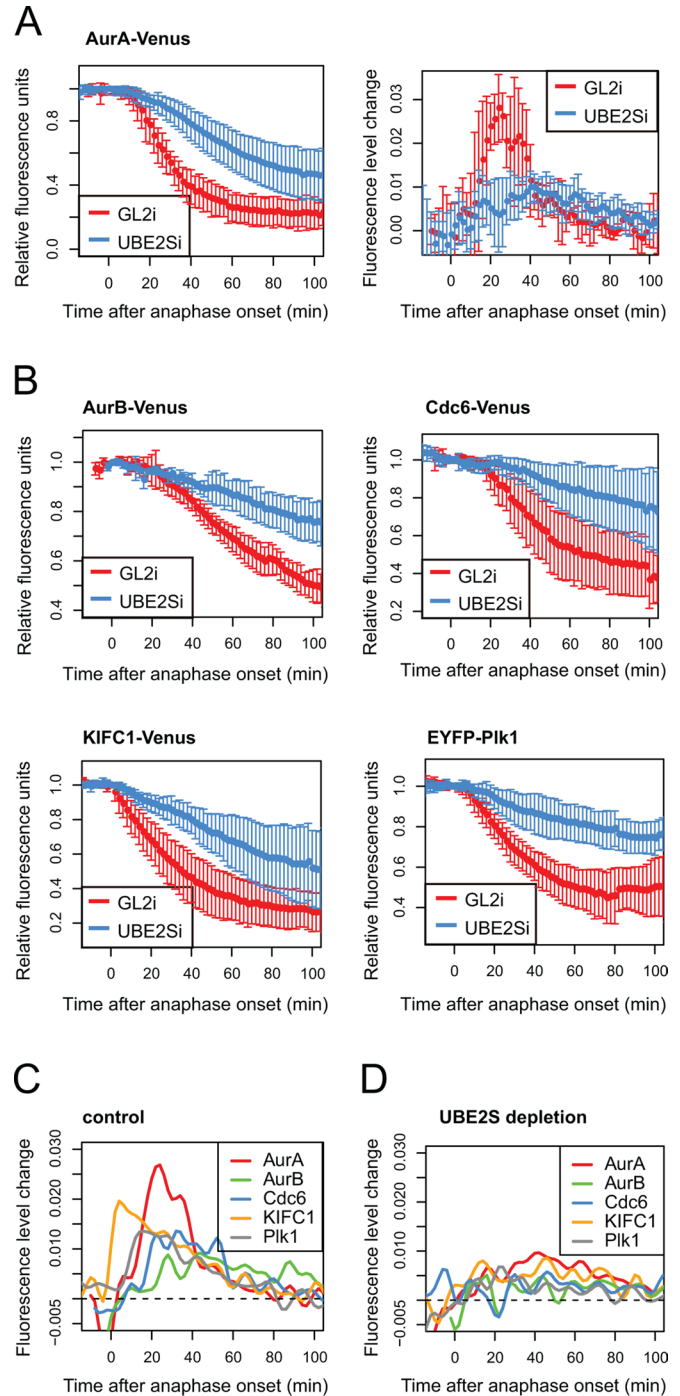 A
AurA-Venus
Relative fluorescence units
0.8
0.4
0.0
GL2i
UBE2Si
0 20 40 60 80 100
Time after anaphase onset (min)
Fluorescence level change
0.03
0.02
0.01
0.00
GL2i
UBE2Si
0 20 40 60 80 100
Time after anaphase onset (min)
B
AurB-Venus
Relative fluorescence units
1.0
0.8
0.6
0.4
GL2i
UBE2Si
0 20 40 60 80 100
Time after anaphase onset (min)
Cdc6-Venus
Relative fluorescence units
1.0
0.8
0.6
0.4
0.2
GL2i
UBE2Si
0 20 40 60 80 100
Time after anaphase onset (min)
KIFC1-Venus
Relative fluorescence units
1.0
0.8
0.6
0.4
0.2
GL2i
UBE2Si
0 20 40 60 80 100
Time after anaphase onset (min)
EYFP-Plk1
Relative fluorescence units
1.0
0.8
0.6
0.4
GL2i
UBE2Si
0 20 40 60 80 100
Time after anaphase onset (min)
C
control
Fluorescence level change
0.030
0.020
0.010
−0.005
AurA
AurB
Cdc6
KIFC1
Plk1
0 20 40 60 80 100
Time after anaphase onset (min)
D
UBE2S depletion
Fluorescence level change
0.030
0.020
0.010
−0.005
AurA
AurB
Cdc6
KIFC1
Plk1
0 20 40 60 80 100
Time after anaphase onset (min)